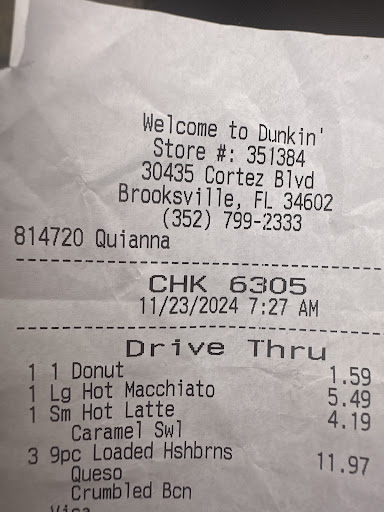 Welcome to Dunkin'
Store #: 351384
30435 Cortez Blvd
Brooksville, FL 34602
(352) 799-2333
814720 Quianna
CHK 6305
11/23/2024 7:27 AM
Drive Thru
1 1 Donut 1.59
1 Lg Hot Macchiato 5.49
1 Sm Hot Latte 4.19
Caramel Swl
3 9pc Loaded Hshbrns 11.97
Queso
Crumbled Bcn
Visa